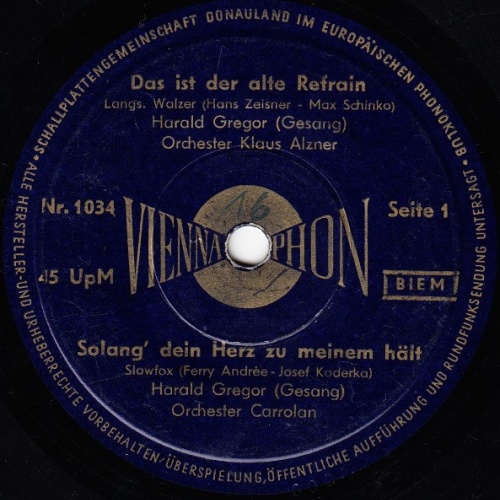 SCHALLPLATTENGEMEINSCHAFT DONAULAND IM EUROPÄISCHEN PHONOKLUB •
Das ist der alte Refrain
Langs. Walzer (Hans Zeisner - Max Schinko)
Harald Gregor (Gesang)
Orchester Klaus Alzner
16
Nr. 1034
VIENNAPHON
Seite 1
45 UpM
BIEM
Solang' dein Herz zu meinem hält
Slowfox (Ferry Andrée - Josef Kaderka)
Harald Gregor (Gesang)
Orchester Carrolan
• ALLE HERSTELLER- UND URHEBERRECHTE VORBEHALTEN/ÜBERSPIELUNG, ÖFFENTLICHE AUFFÜHRUNG UND RUNDFUNKSENDUNG UNTERSAGT •